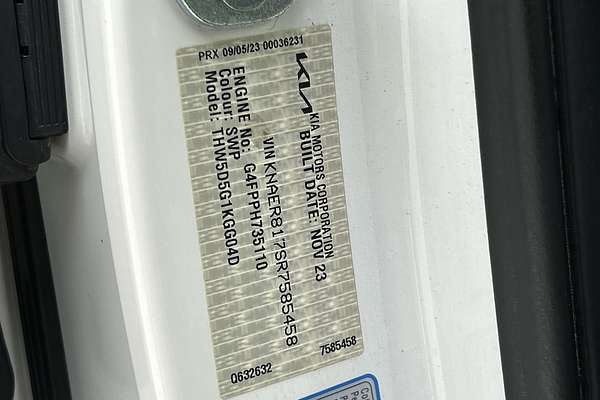 PRX 09/05/23 00036231
KIA
KIA MOTORS CORPORATION
BUILT DATE: NOV 23
VIN KNAER817SR7585458
ENGINE No: G4FPPH735110
Colour: SWP
Model: THW5D5G1KGG04D
Q632632
7585458